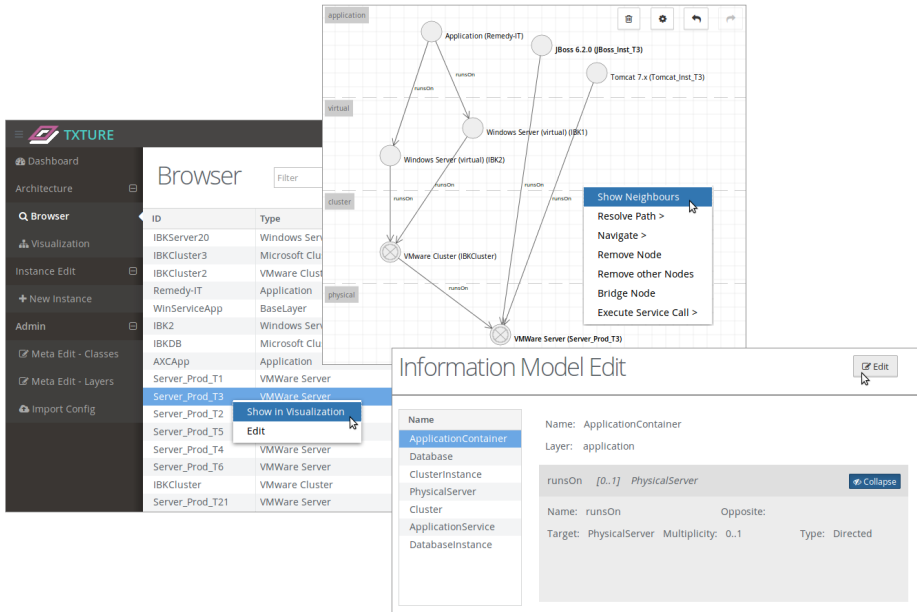 application
Application (Remedy-IT)
JBoss 6.2.0 (JBoss_Inst_T3)
Tomcat 7.x (Tomcat_Inst_T3)
runsOn
runsOn
virtual
Windows Server (virtual) (IBK1)
Windows Server (virtual) (IBK2)
runsOn
runsOn
runsOn
runsOn
cluster
VMware Cluster (IBKCluster)
runsOn
physical
VMWare Server (Server_Prod_T3)
Show Neighbours
Resolve Path >
Navigate >
Remove Node
Remove other Nodes
Bridge Node
Execute Service Call >
TXTURE
Dashboard
Architecture
Browser
Visualization
Instance Edit
New Instance
Admin
Meta Edit - Classes
Meta Edit - Layers
Import Config
Browser
Filter
ID Type
IBKServer20 Windows Serv
IBKCluster3 Microsoft Clu
IBKCluster2 VMware Clust
Remedy-IT Application
WinServiceApp BaseLayer
IBK2 Windows Serv
IBKDB Microsoft Clu
AXCApp Application
Server_Prod_T1 VMWare Server
Server_Prod_T3 VMWare Server
Server_Prod_T2
Server_Prod_T5
Server_Prod_T4 VMWare Server
Server_Prod_T6 VMWare Server
IBKCluster VMware Cluster
Server_Prod_T21 VMWare Server
Show in Visualization
Edit
Information Model Edit
Edit
Name
ApplicationContainer
Database
ClusterInstance
PhysicalServer
Cluster
ApplicationService
DatabaseInstance
Name: ApplicationContainer
Layer: application
runsOn [0..1] PhysicalServer
Collapse
Name: runsOn Opposite:
Target: PhysicalServer Multiplicity: 0..1 Type: Directed